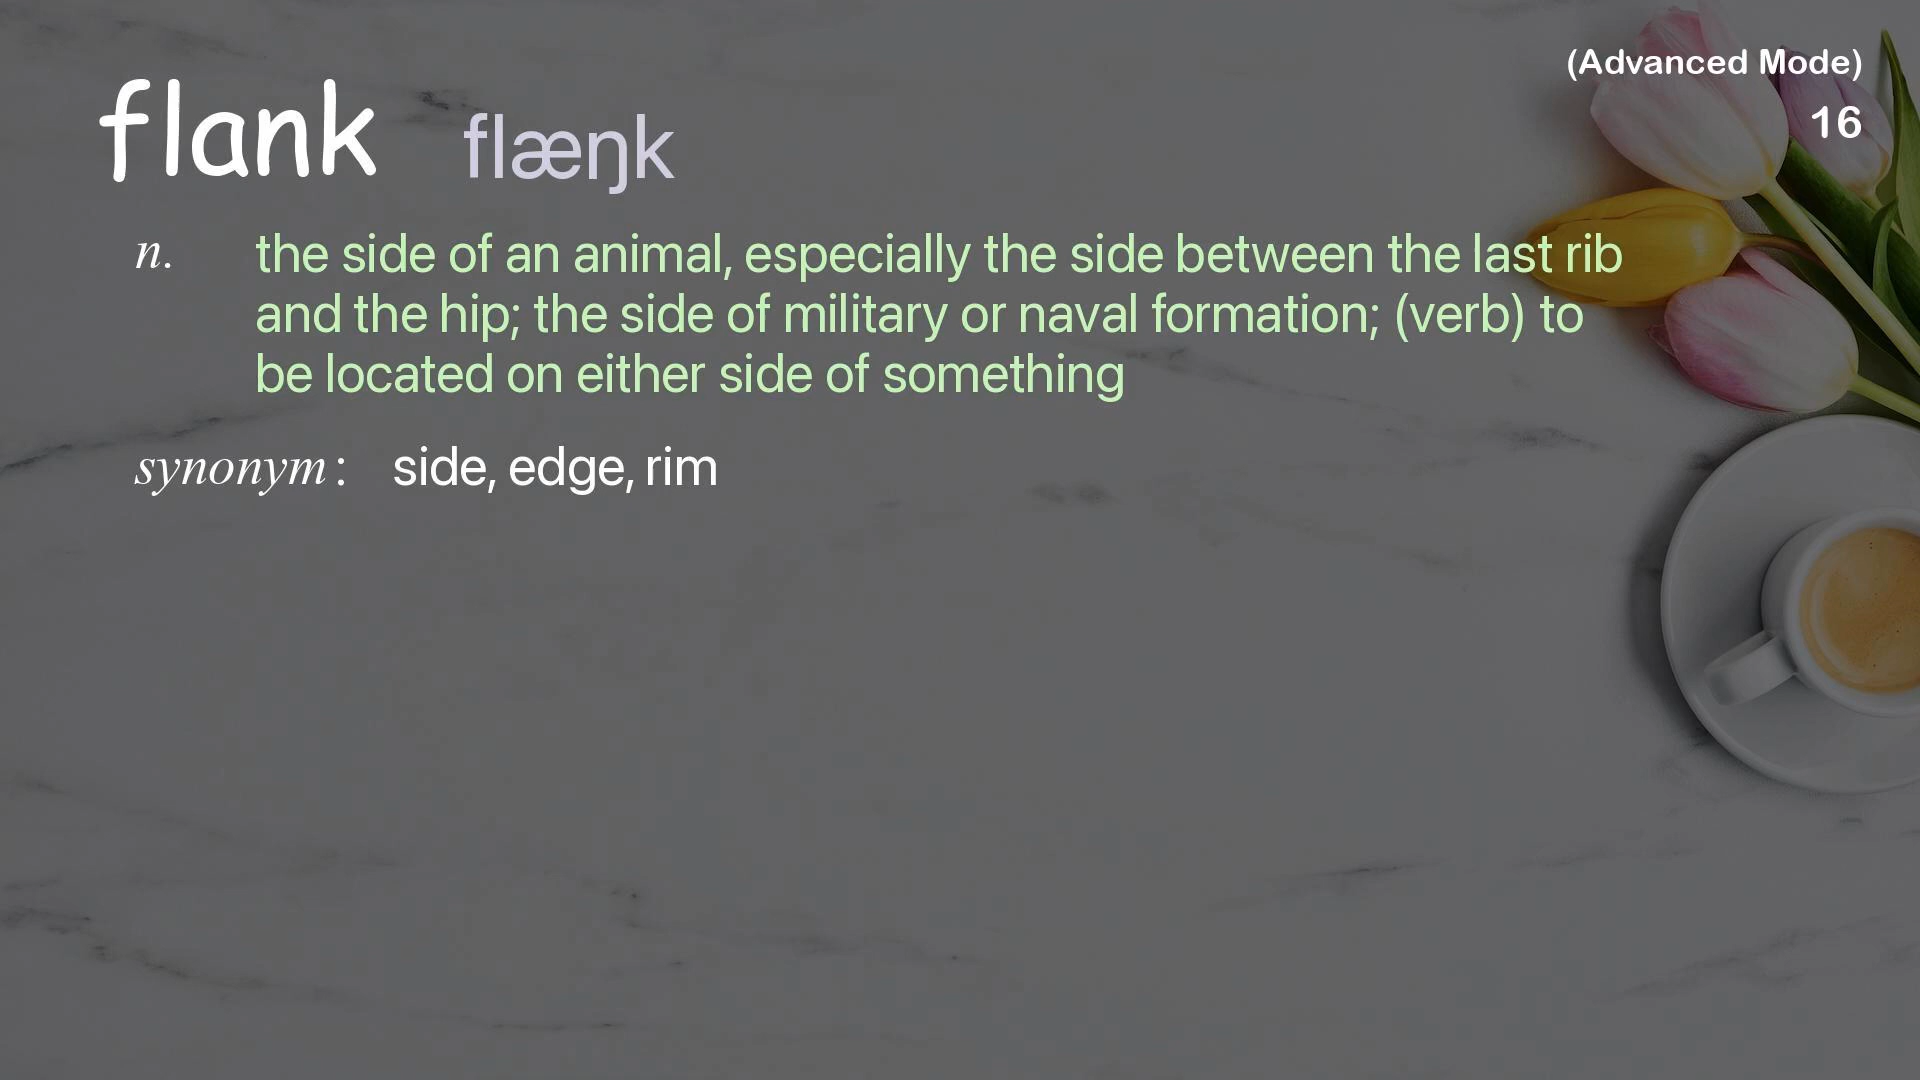 (Advanced Mode)
16
flank flæŋk
n. the side of an animal, especially the side between the last rib
and the hip; the side of military or naval formation; (verb) to
be located on either side of something
synonym: side, edge, rim